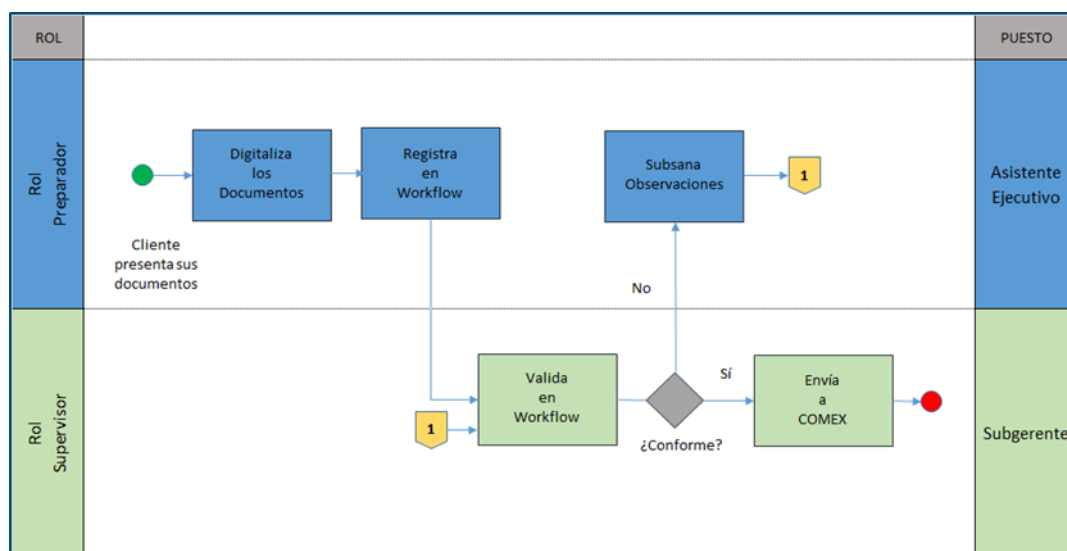 ROL
PUESTO
Rol
Preparador
Digitaliza
los
Documentos
Registra
en
Workflow
Subsana
Observaciones
1
Asistente
Ejecutivo
Cliente
presenta sus
documentos
No
Rol
Supervisor
Valida
en
Workflow
1
¿Conforme?
Sí
Envía
a
COMEX
Subgerente